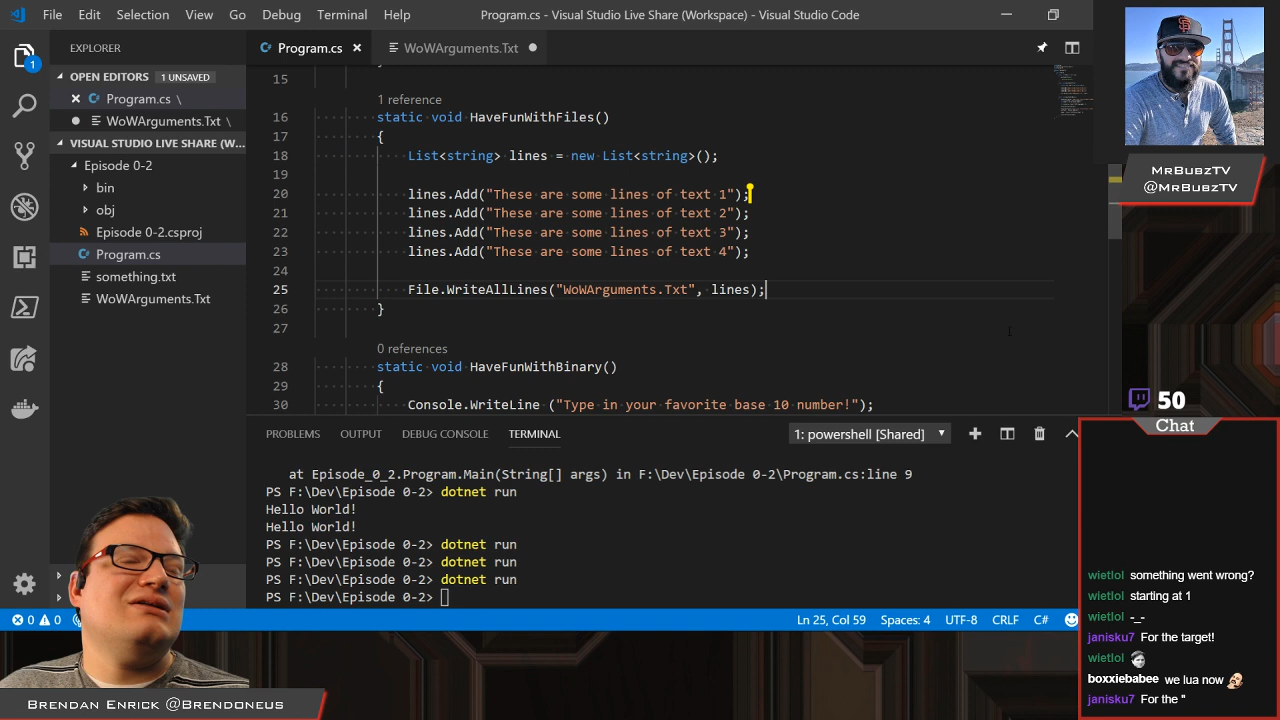 File Edit Selection View Go Debug Terminal Help
Program.cs - Visual Studio Live Share (Workspace) - Visual Studio Code
EXPLORER
OPEN EDITORS 1 UNSAVED
Program.cs \
WoWArguments.Txt \
VISUAL STUDIO LIVE SHARE (W...
Episode 0-2
bin
obj
Episode 0-2.csproj
Program.cs
something.txt
WoWArguments.Txt
1
Program.cs
WoWArguments.Txt
15
1 reference
16 static void HaveFunWithFiles()
17 {
18 List<string> lines = new List<string>();
19
20 lines.Add("These are some lines of text 1");
21 lines.Add("These are some lines of text 2");
22 lines.Add("These are some lines of text 3");
23 lines.Add("These are some lines of text 4");
24
25 File.WriteAllLines("WoWArguments.Txt", lines);
26 }
27
0 references
28 static void HaveFunWithBinary()
29 {
30 Console.WriteLine ("Type in your favorite base 10 number!");
PROBLEMS OUTPUT DEBUG CONSOLE TERMINAL
1: powershell [Shared]
at Episode_0_2.Program.Main(String[] args) in F:\Dev\Episode 0-2\Program.cs:line 9
PS F:\Dev\Episode 0-2> dotnet run
Hello World!
Hello World!
PS F:\Dev\Episode 0-2> dotnet run
PS F:\Dev\Episode 0-2> dotnet run
PS F:\Dev\Episode 0-2> dotnet run
PS F:\Dev\Episode 0-2>
0 0
Ln 25, Col 59 Spaces: 4 UTF-8 CRLF C#
MrBubzTV
@MrBubzTV
50
Chat
wietlol something went wrong?
wietlol starting at 1
wietlol -_-
janisku7 For the target!
wietlol
boxxiebabee we lua now
janisku7 For the "
Brendan Enrick @Brendoneus